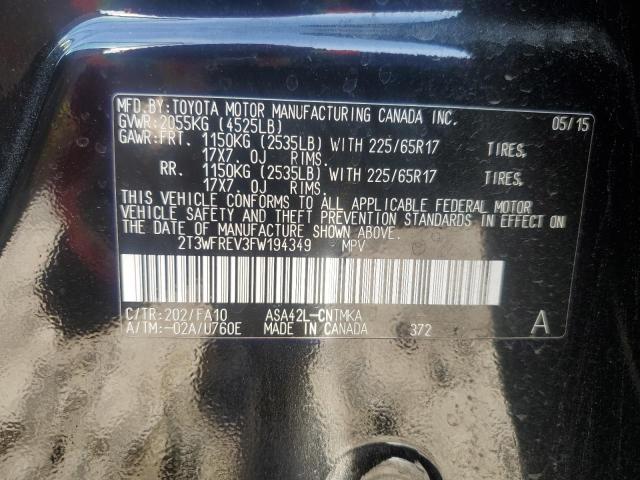 MFD.BY:TOYOTA MOTOR MANUFACTURING CANADA INC. 05/15
GVWR:2055KG (4525LB)
GAWR:FRT. 1150KG (2535LB) WITH 225/65R17 TIRES,
17X7.0J RIMS.
RR. 1150KG (2535LB) WITH 225/65R17 TIRES,
17X7.0J RIMS.
THIS VEHICLE CONFORMS TO ALL APPLICABLE FEDERAL MOTOR
VEHICLE SAFETY AND THEFT PREVENTION STANDARDS IN EFFECT ON
THE DATE OF MANUFACTURE SHOWN ABOVE.
2T3WFREV3FW194349 MPV
C/TR:202/FA10 ASA42L-CNTMKA
A/TM:-02A/U760E MADE IN CANADA 372 A